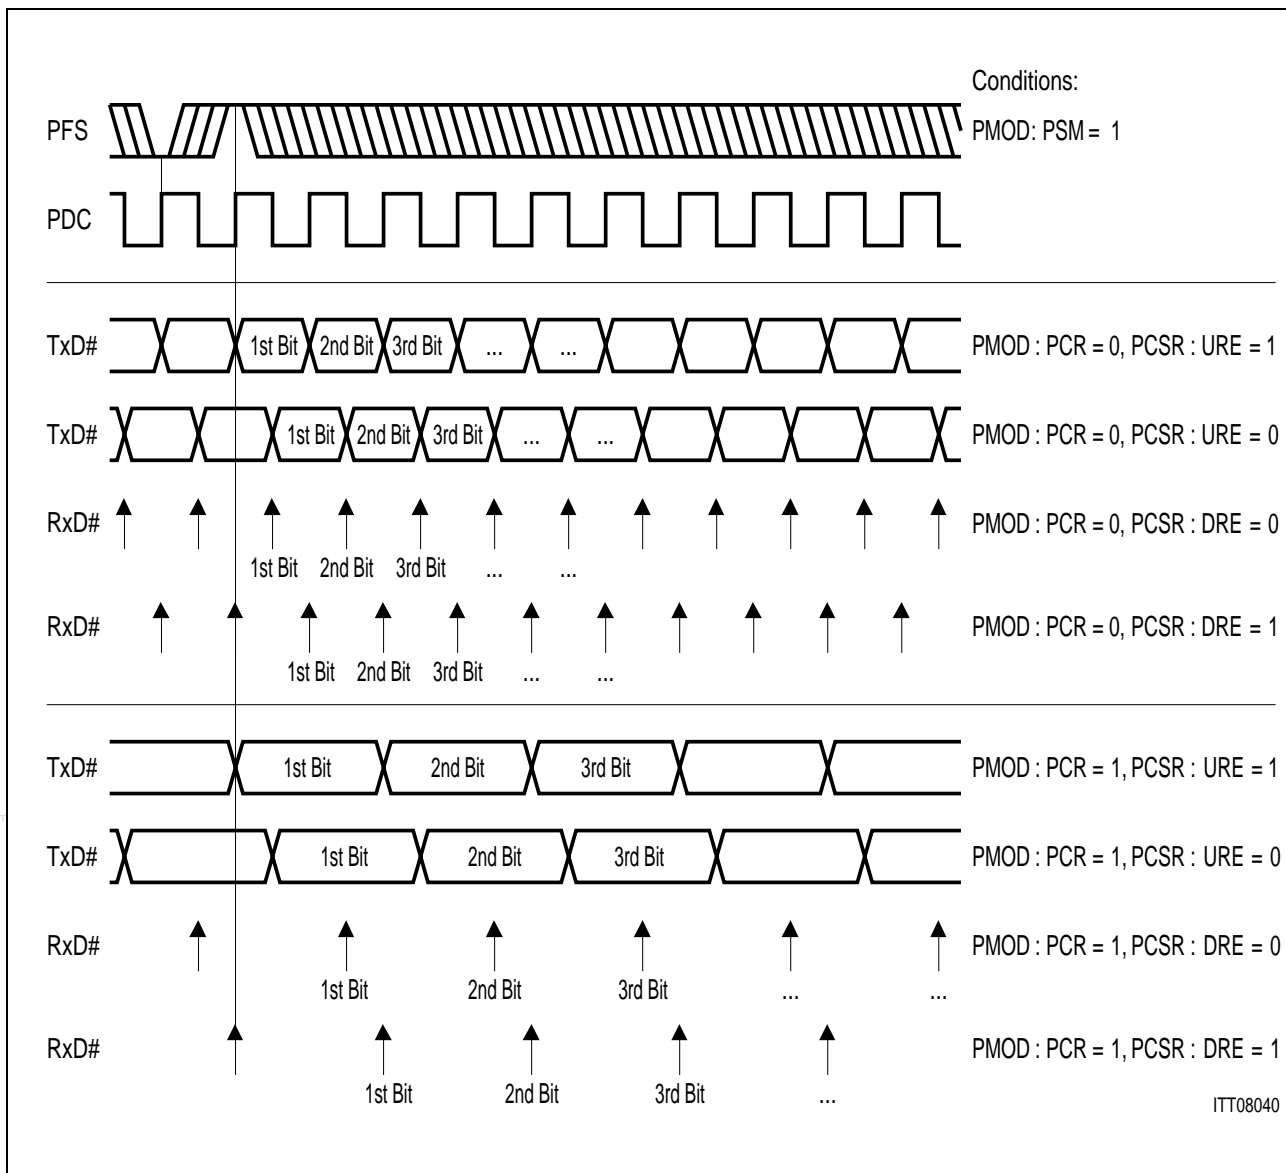 Conditions:
PFS
PMOD: PSM = 1
PDC
TxD# 1st Bit 2nd Bit 3rd Bit ... ... PMOD : PCR = 0, PCSR : URE = 1
TxD# 1st Bit 2nd Bit 3rd Bit ... ... PMOD : PCR = 0, PCSR : URE = 0
RxD# PMOD : PCR = 0, PCSR : DRE = 0
1st Bit 2nd Bit 3rd Bit ... ...
RxD# PMOD : PCR = 0, PCSR : DRE = 1
1st Bit 2nd Bit 3rd Bit ... ...
TxD# 1st Bit 2nd Bit 3rd Bit PMOD : PCR = 1, PCSR : URE = 1
TxD# 1st Bit 2nd Bit 3rd Bit PMOD : PCR = 1, PCSR : URE = 0
RxD# PMOD : PCR = 1, PCSR : DRE = 0
1st Bit 2nd Bit 3rd Bit ... ...
RxD# PMOD : PCR = 1, PCSR : DRE = 1
1st Bit 2nd Bit 3rd Bit ...
ITT08040